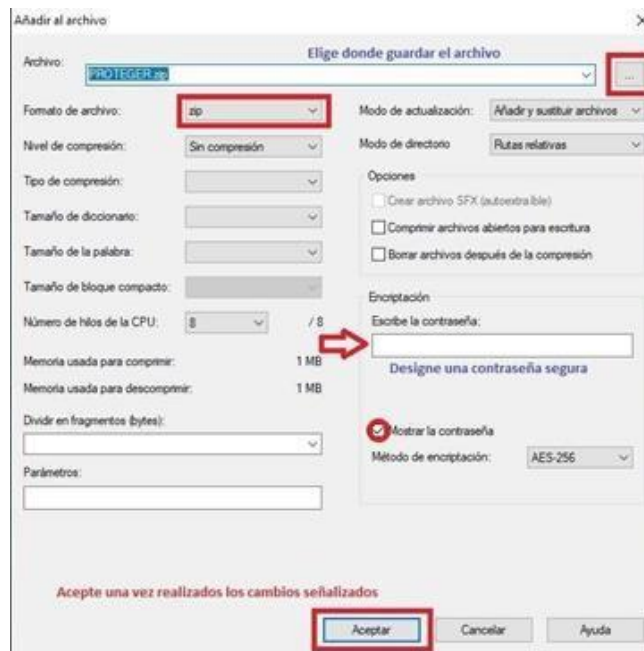 Añadir al archivo
Elige donde guardar el archivo
Archivo:
PROTEGER.zip
...
Formato de archivo: zip
Modo de actualización: Añadir y sustituir archivos
Nivel de compresión: Sin compresión
Modo de directorio Rutas relativas
Tipo de compresión:
Opciones
Crear archivo SFX (autoextraíble)
Tamaño de diccionario:
Comprimir archivos abiertos para escritura
Tamaño de la palabra:
Borrar archivos después de la compresión
Tamaño de bloque compacto:
Encriptación
Número de hilos de la CPU: 8 / 8
Escribe la contraseña:
Designe una contraseña segura
Memoria usada para comprimir: 1 MB
Memoria usada para descomprimir: 1 MB
Dividir en fragmentos (bytes):
Mostrar la contraseña
Método de encriptación: AES-256
Parámetros:
Acepte una vez realizados los cambios señalizados
Aceptar Cancelar Ayuda